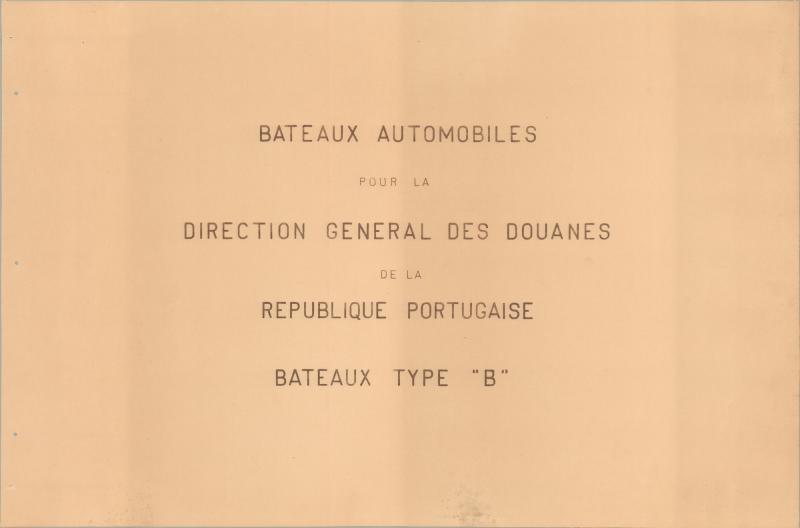 BATEAUX AUTOMOBILES
POUR LA
DIRECTION GENERAL DES DOUANES
DE LA
REPUBLIQUE PORTUGAISE
BATEAUX TYPE "B"